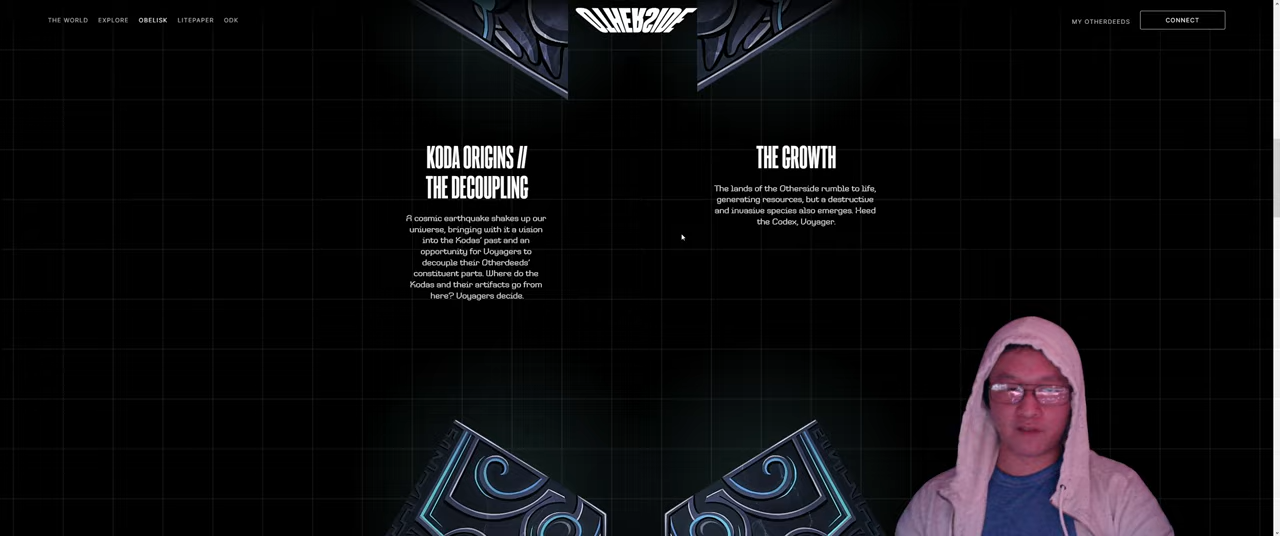 THE WORLD EXPLORE OBELISK LITEPAPER ODK
OTHERSIDE
MY OTHERDEEDS CONNECT
KODA ORIGINS //
THE DECOUPLING
A cosmic earthquake shakes up our
universe, bringing with it a vision
into the Kodas' past and an
opportunity for Voyagers to
decouple their Otherdeeds'
constituent parts. Where do the
Kodas and their artifacts go from
here? Voyagers decide.
THE GROWTH
The lands of the Otherside rumble to life,
generating resources, but a destructive
and invasive species also emerges. Heed
the Codex, Voyager.